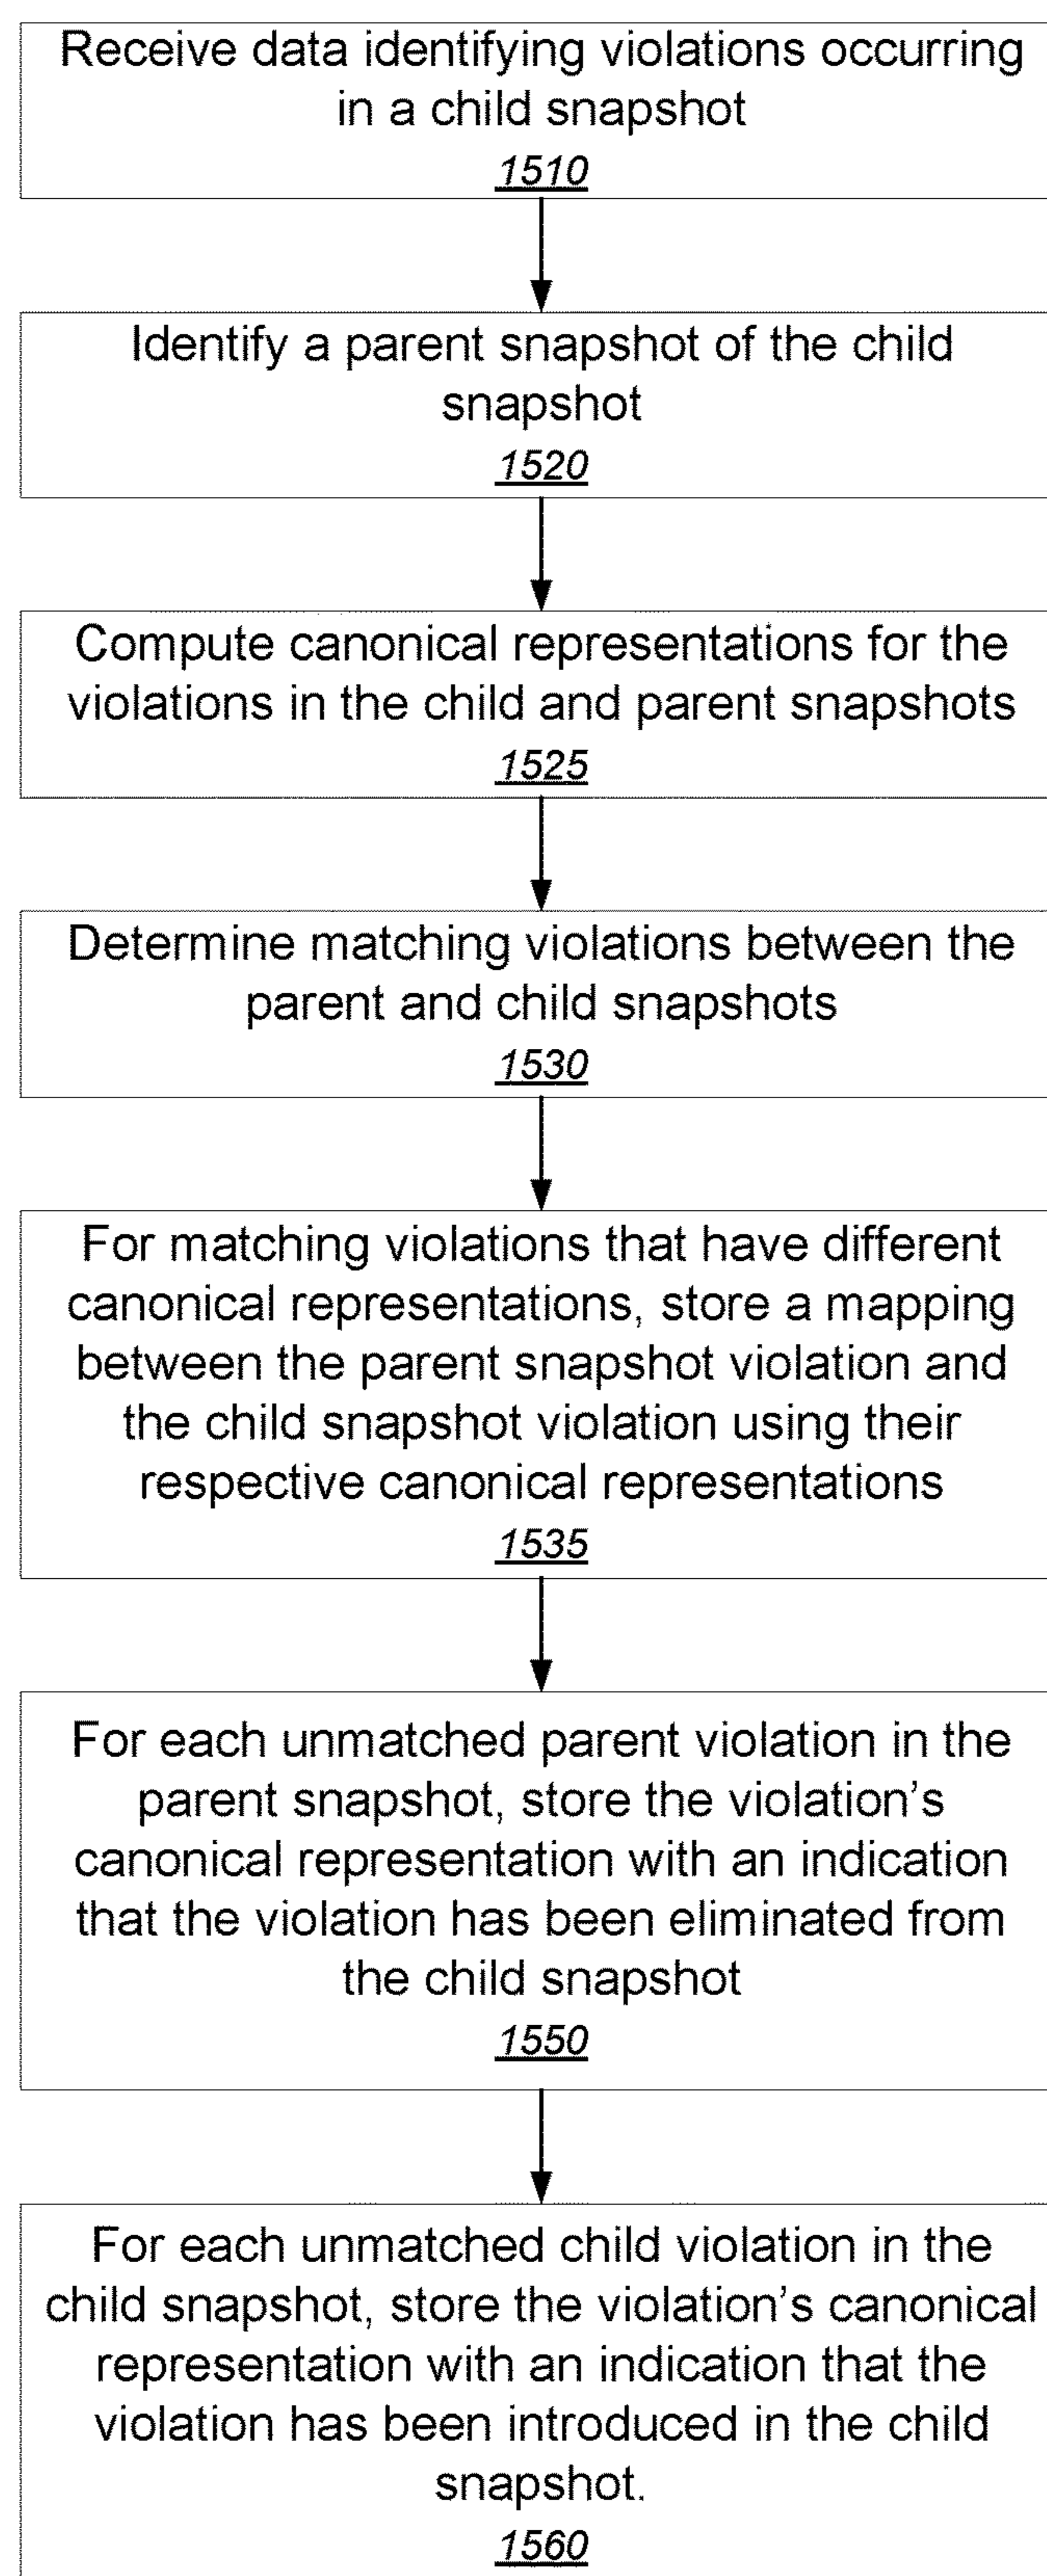 Receive data identifying violations occurring
in a child snapshot
1510
Identify a parent snapshot of the child
snapshot
1520
Compute canonical representations for the
violations in the child and parent snapshots
1525
Determine matching violations between the
parent and child snapshots
1530
For matching violations that have different
canonical representations, store a mapping
between the parent snapshot violation and
the child snapshot violation using their
respective canonical representations
1535
For each unmatched parent violation in the
parent snapshot, store the violation’s
canonical representation with an indication
that the violation has been eliminated from
the child snapshot
1550
For each unmatched child violation in the
child snapshot, store the violation’s canonical
representation with an indication that the
violation has been introduced in the child
snapshot.
1560